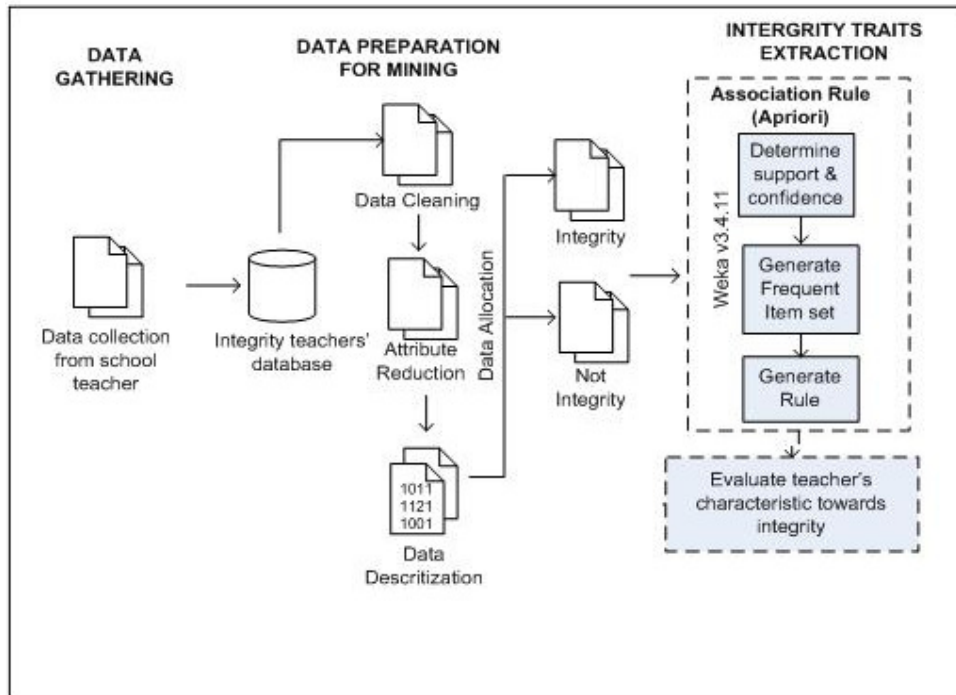 DATA
GATHERING
Data collection
from school
teacher
Integrity teachers'
database
DATA PREPARATION
FOR MINING
Data Cleaning
Attribute
Reduction
1011
1121
1001
Data
Descritization
Data Allocation
Integrity
Not
Integrity
INTERGRITY TRAITS
EXTRACTION
Association Rule
(Apriori)
Weka v3.4.11
Determine
support &
confidence
Generate
Frequent
Item set
Generate
Rule
Evaluate teacher's
characteristic towards
integrity